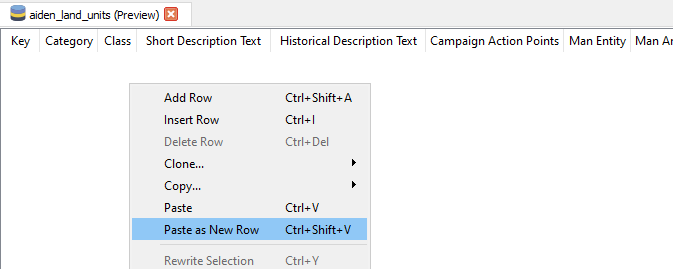 aiden_land_units (Preview)
Key Category Class Short Description Text Historical Description Text Campaign Action Points Man Entity Man An
Add Row Ctrl+Shift+A
Insert Row Ctrl+I
Delete Row Ctrl+Del
Clone...
Copy...
Paste Ctrl+V
Paste as New Row Ctrl+Shift+V
Rewrite Selection Ctrl+Y